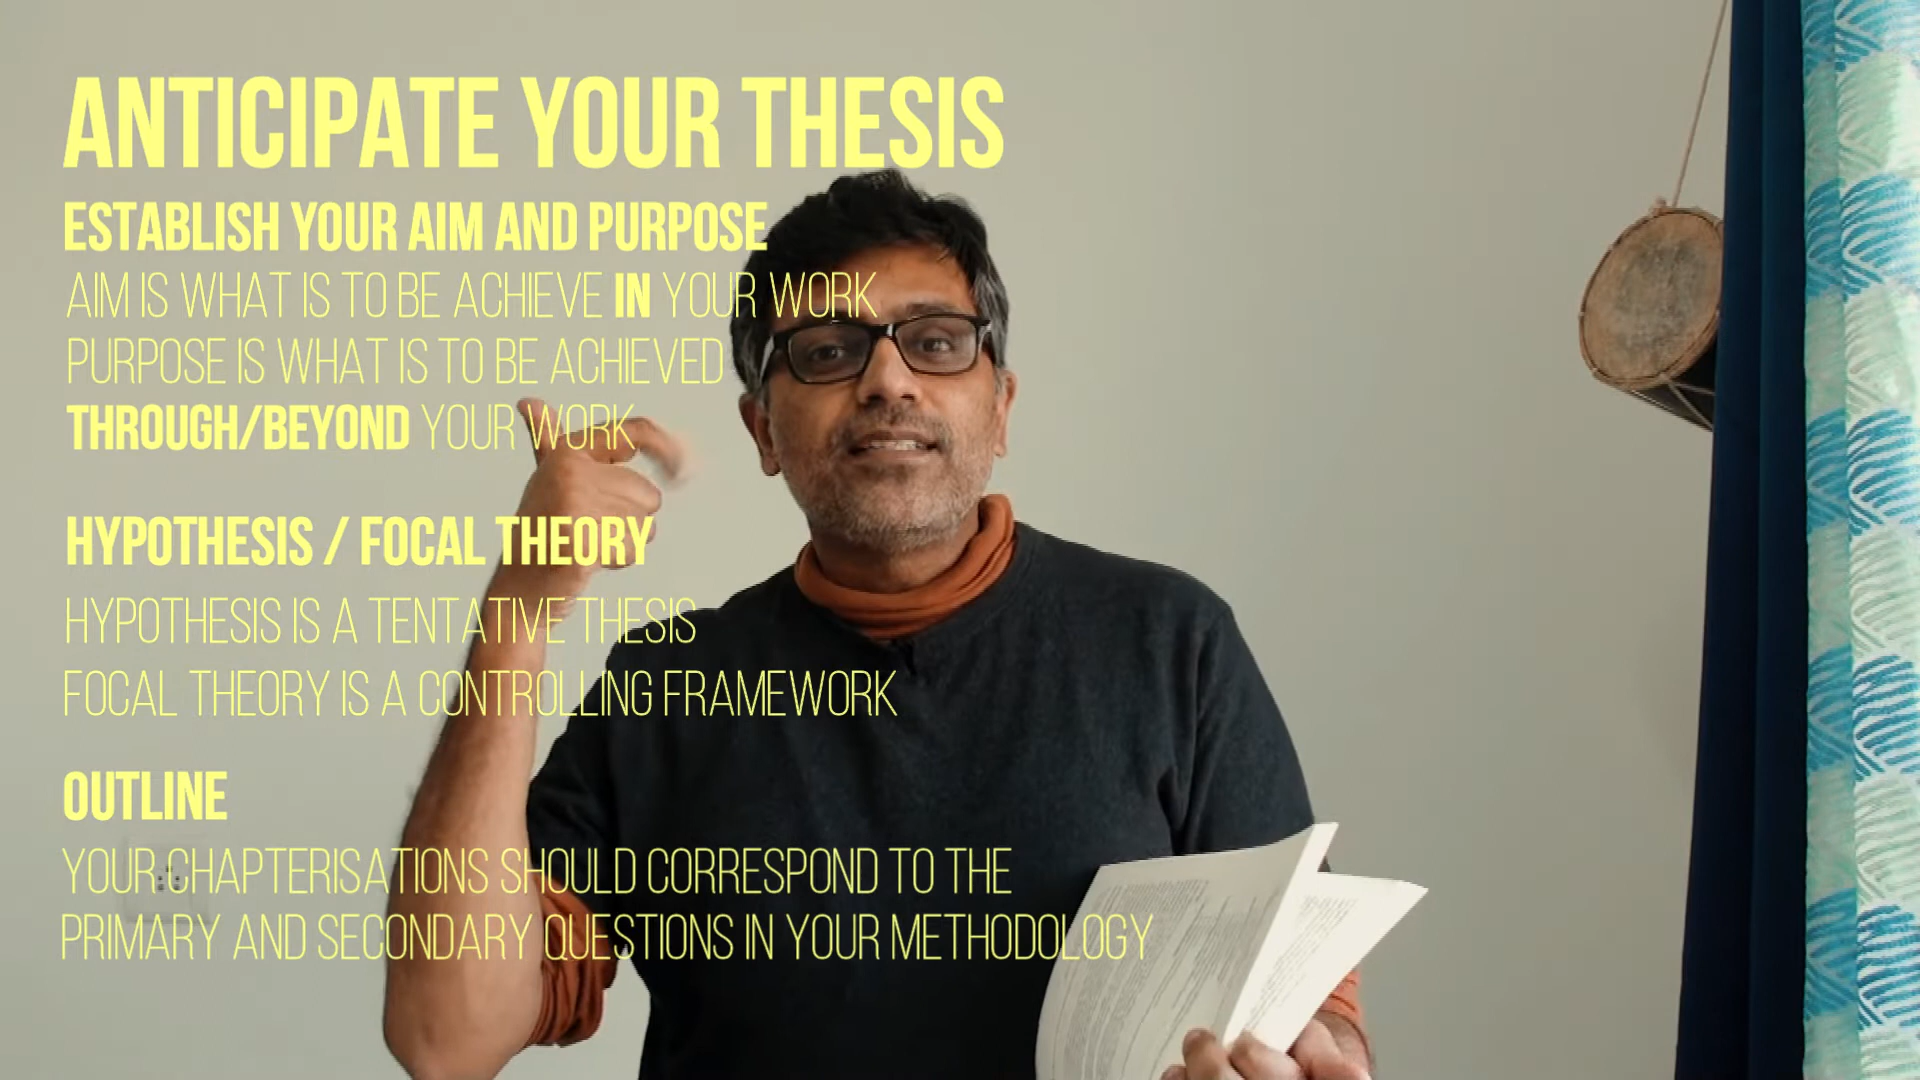 ANTICIPATE YOUR THESIS
ESTABLISH YOUR AIM AND PURPOSE
AIM IS WHAT IS TO BE ACHIEVE IN YOUR WORK
PURPOSE IS WHAT IS TO BE ACHIEVED
THROUGH/BEYOND YOUR WORK
HYPOTHESIS / FOCAL THEORY
HYPOTHESIS IS A TENTATIVE THESIS
FOCAL THEORY IS A CONTROLLING FRAMEWORK
OUTLINE
YOUR CHAPTERISATIONS SHOULD CORRESPOND TO THE
PRIMARY AND SECONDARY QUESTIONS IN YOUR METHODOLOGY